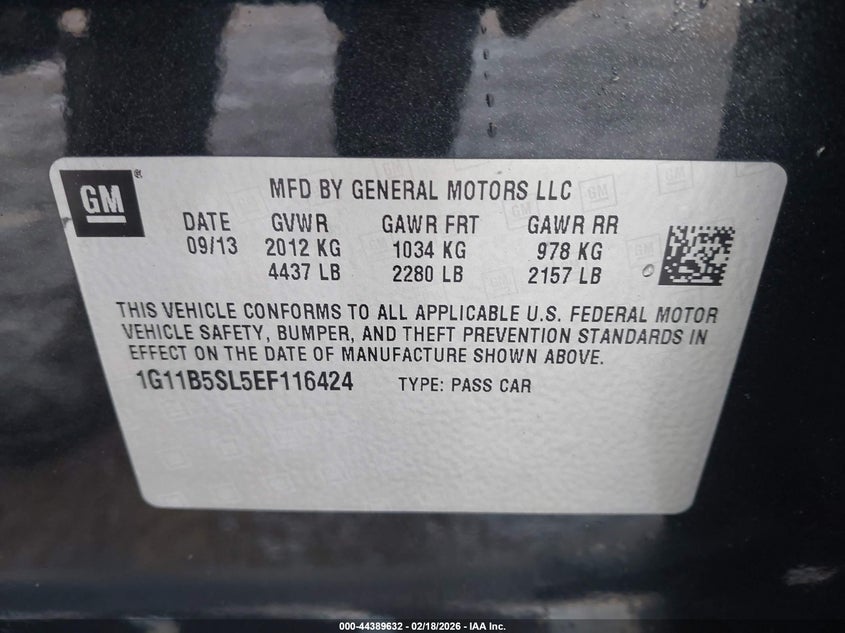 GM
MFD BY GENERAL MOTORS LLC
DATE GVWR GAWR FRT GAWR RR
09/13 2012 KG 1034 KG 978 KG
4437 LB 2280 LB 2157 LB
THIS VEHICLE CONFORMS TO ALL APPLICABLE U.S. FEDERAL MOTOR
VEHICLE SAFETY, BUMPER, AND THEFT PREVENTION STANDARDS IN
EFFECT ON THE DATE OF MANUFACTURE SHOWN ABOVE.
1G11B5SL5EF116424 TYPE: PASS CAR
000-44389632 - 02/18/2026 - IAA Inc.